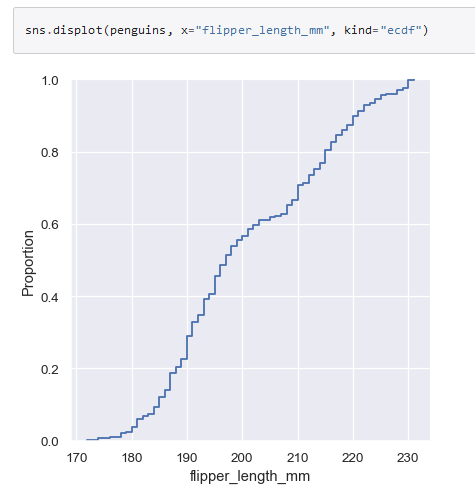 sns.displot(penguins, x="flipper_length_mm", kind="ecdf")
1.0
0.8
0.6
0.4
0.2
0.0
Proportion
170 180 190 200 210 220 230
flipper_length_mm